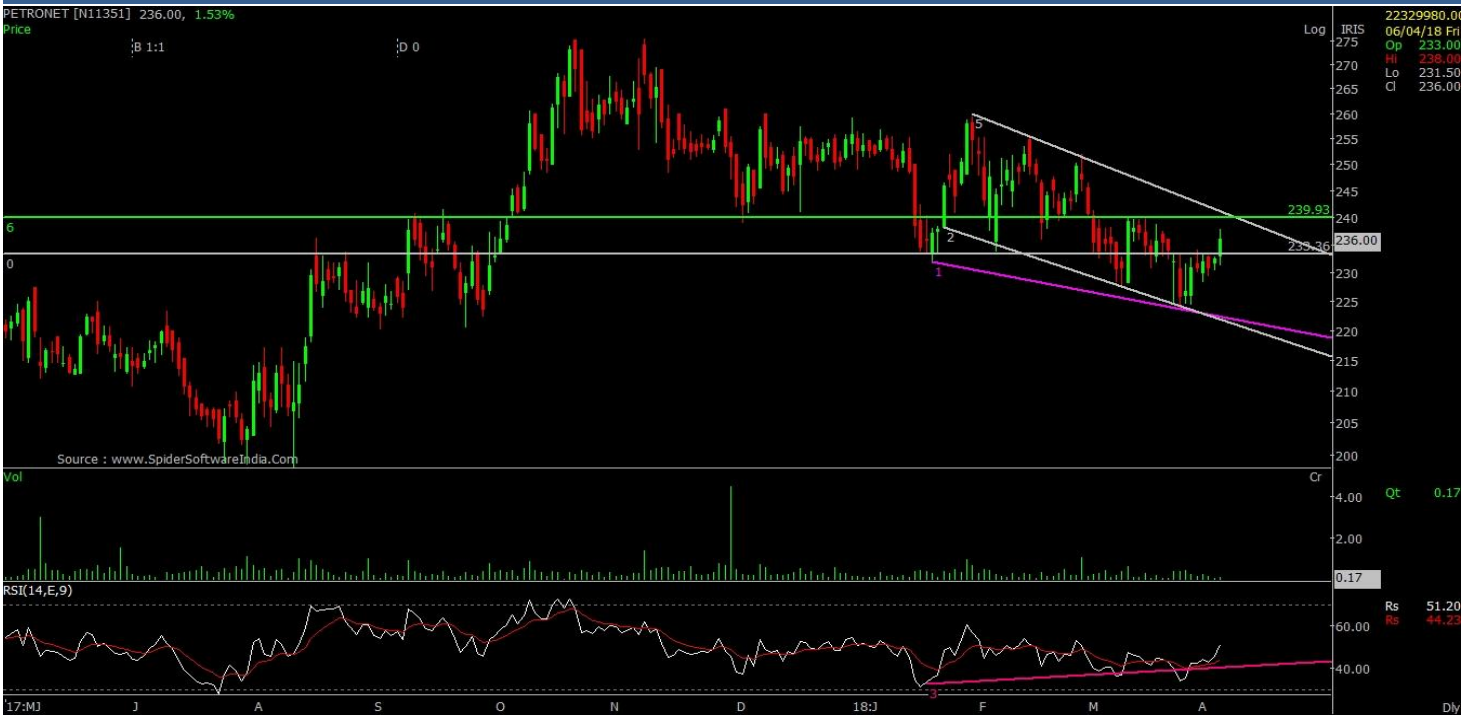 PETRONET [N11351] 236.00, 1.53%
Price
B 1:1
D 0
Log
IRIS
22329980.00
06/04/18 Fri
Op 233.00
Hi 238.00
Lo 231.50
Cl 236.00
275
270
265
260
255
250
245
240
236.00
230
225
220
215
210
205
200
5
239.93
6
2
233.36
0
1
Source : www.SpiderSoftwareIndia.Com
Vol
Cr
4.00
2.00
0.17
Qt 0.17
RSI(14,E,9)
60.00
40.00
Rs 51.20
Rs 44.23
3
'17:MJ J A S O N D 18:J F M A Dly